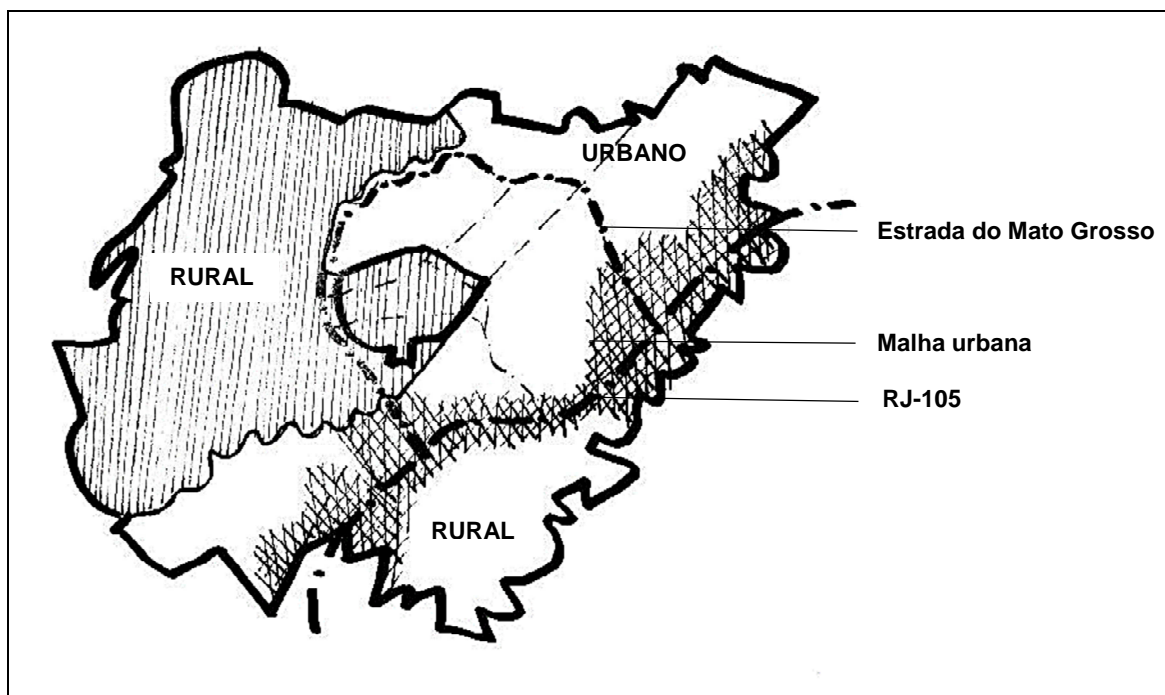 URBANO
Estrada do Mato Grosso
RURAL
Malha urbana
RJ-105
RURAL